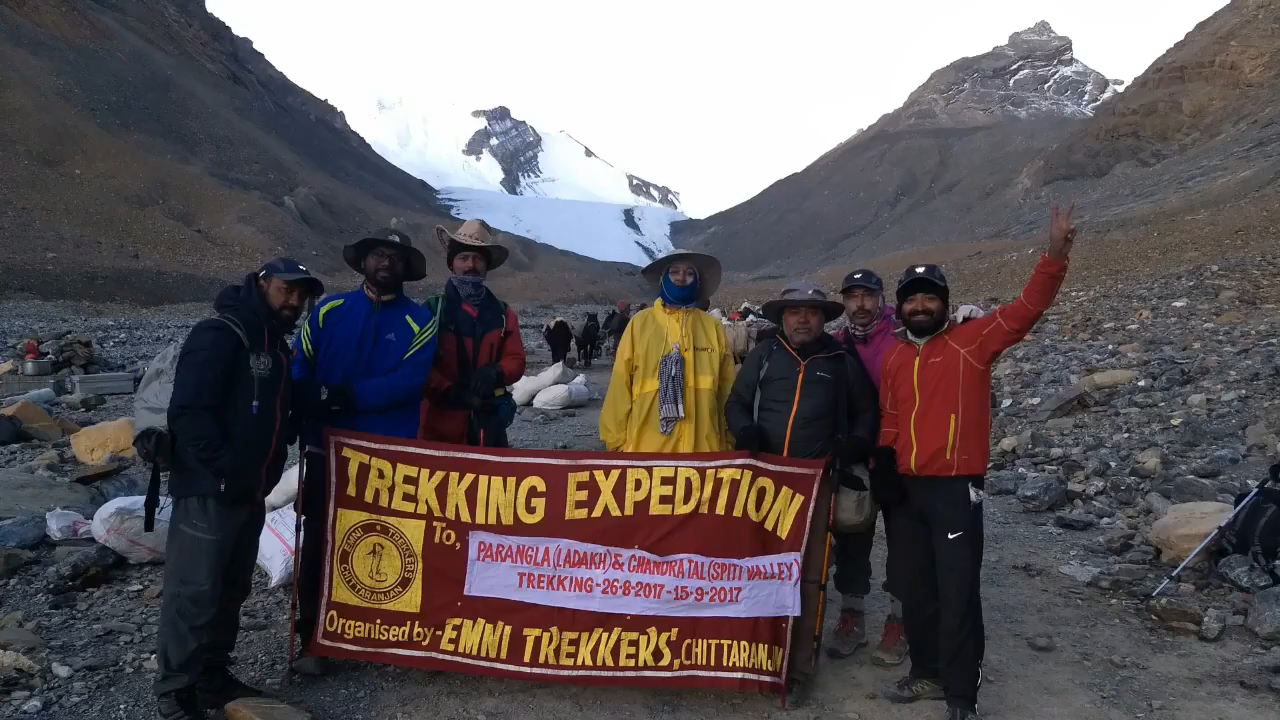 TREKKING EXPEDITION
To,
PARANGLA (LADAKH) & CHANDRA TAL (SPITI VALLEY)
TREKKING-26-8-2017-15-9-2017
EMNI TREKKERS
CHITTARANJAN
Organised by-EMNI TREKKERS', CHITTARANJN